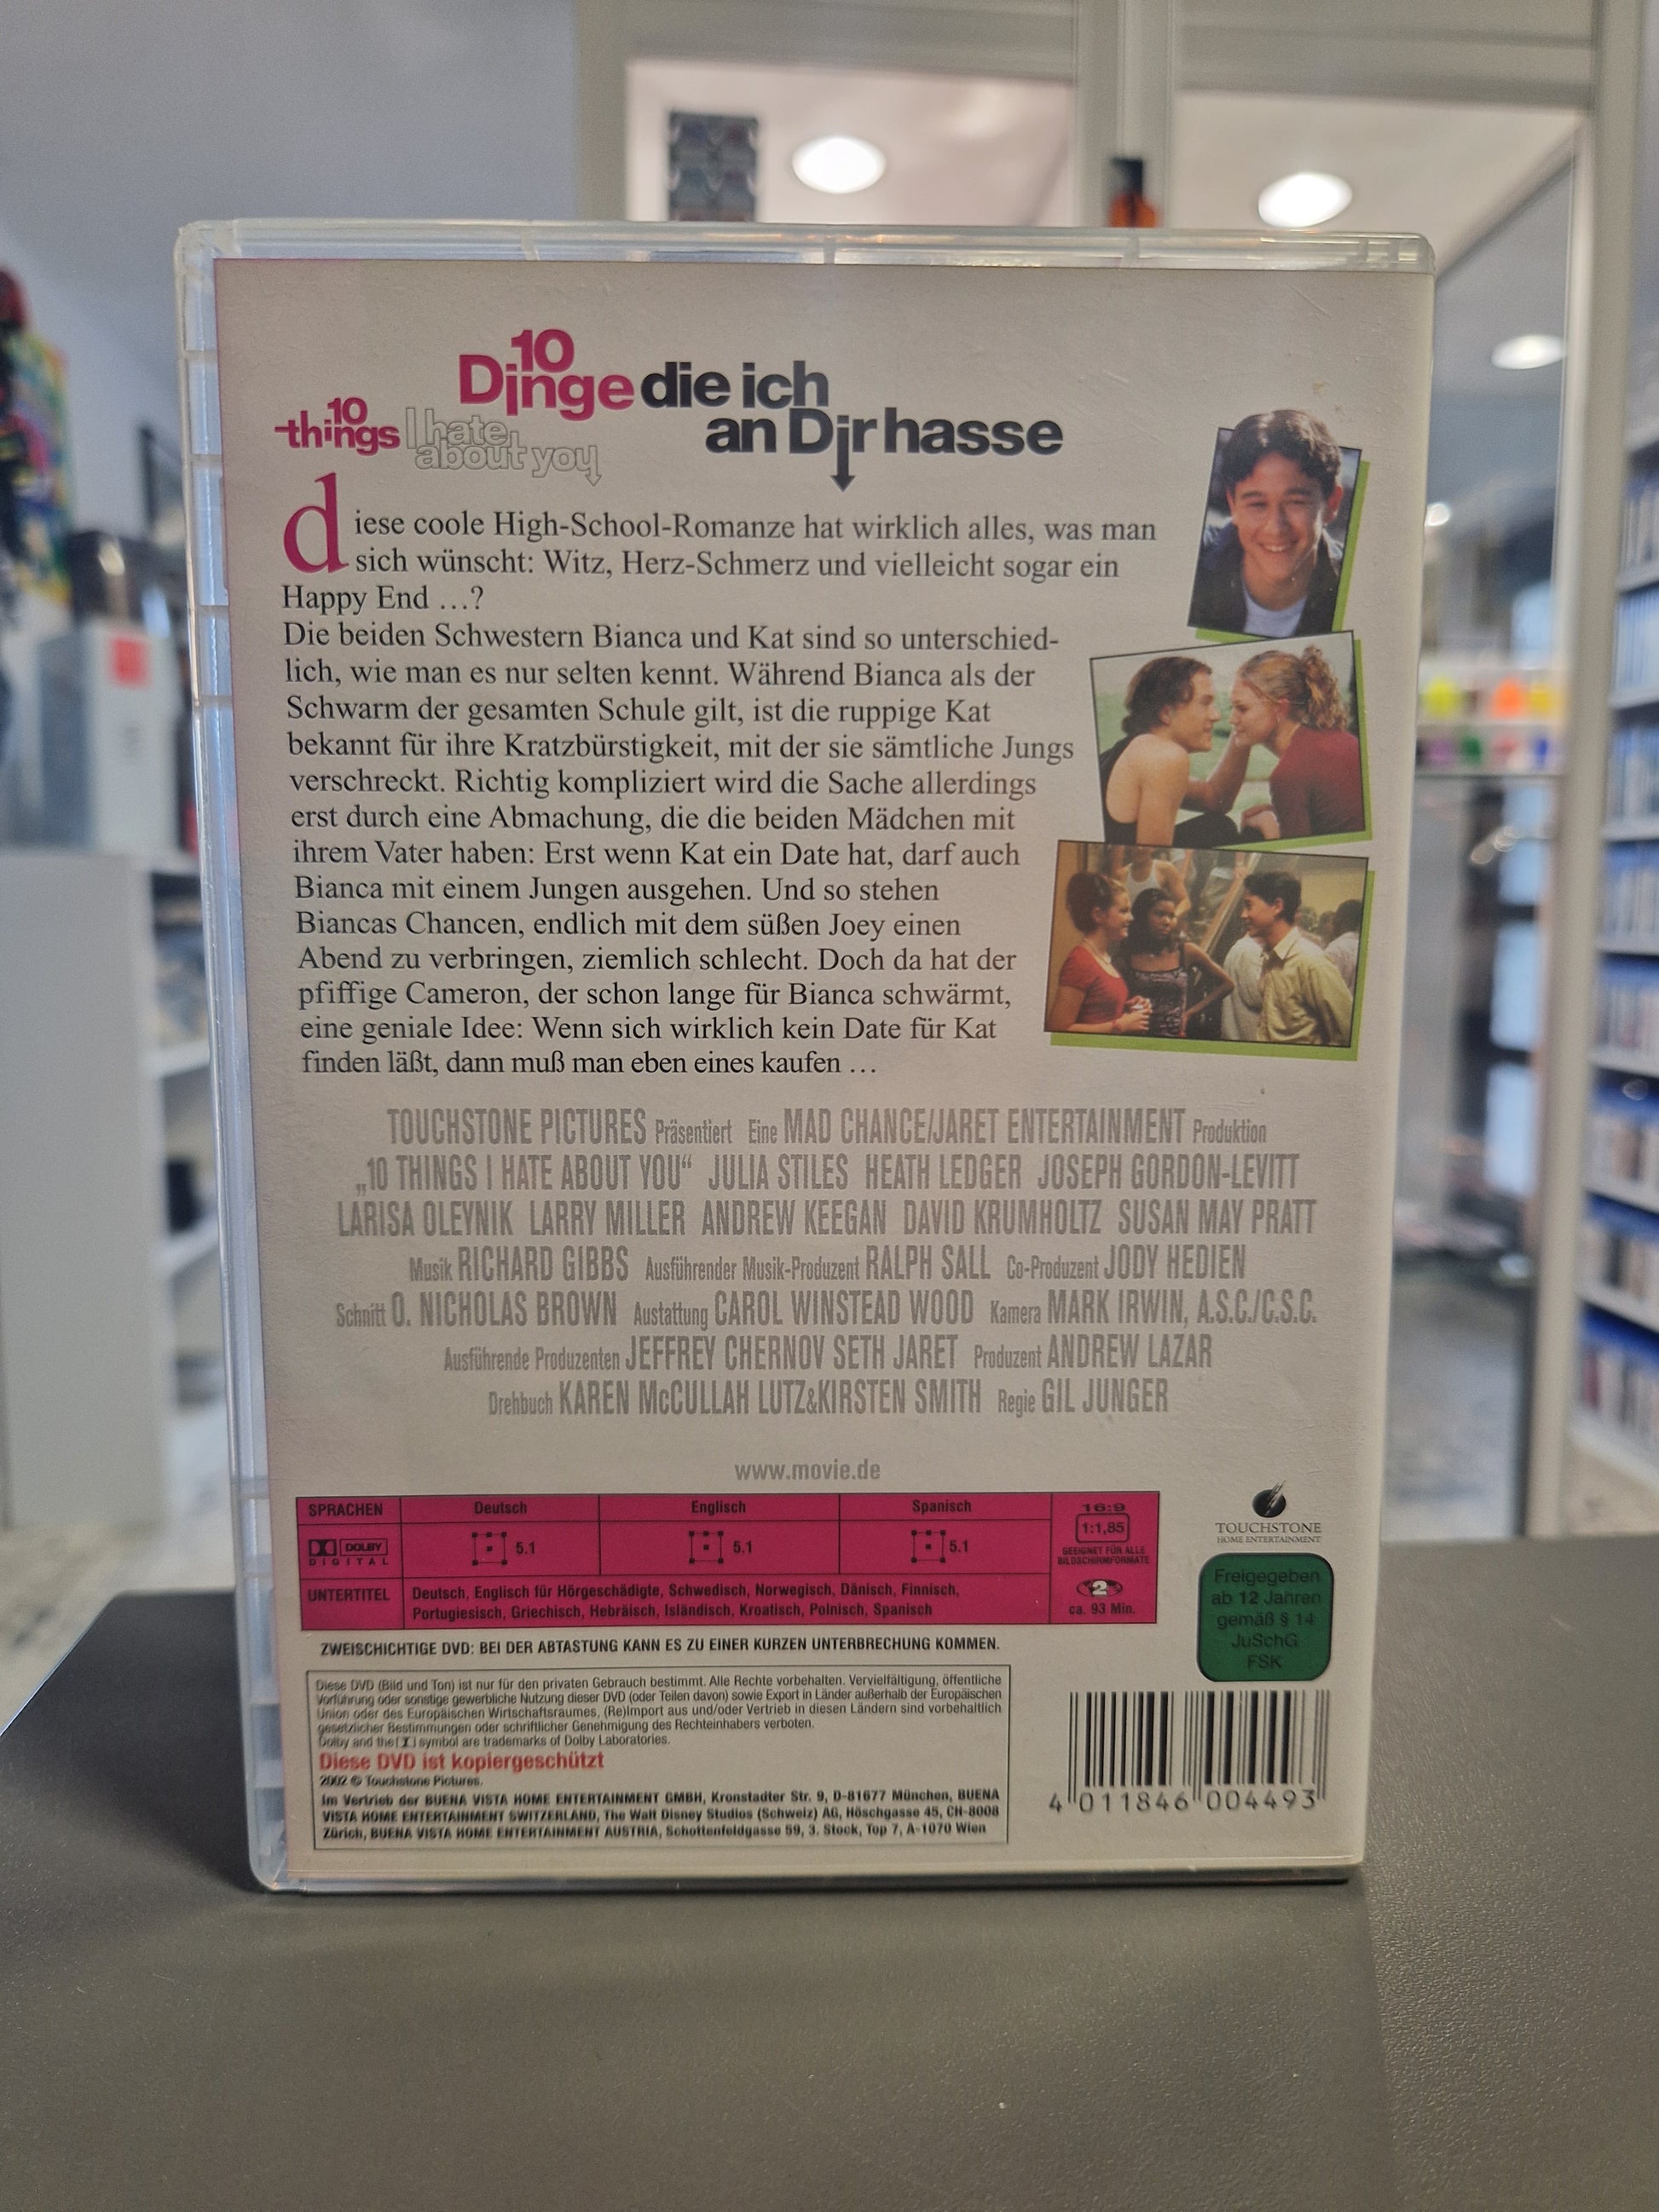 10
Dinge die ich
an Dir hasse
10
things I hate
about you
diese coole High-School-Romanze hat wirklich alles, was man
sich wünscht: Witz, Herz-Schmerz und vielleicht sogar ein
Happy End …?
Die beiden Schwestern Bianca und Kat sind so unterschied-
lich, wie man es nur selten kennt. Während Bianca als der
Schwarm der gesamten Schule gilt, ist die ruppige Kat
bekannt für ihre Kratzbürstigkeit, mit der sie sämtliche Jungs
verschreckt. Richtig kompliziert wird die Sache allerdings
erst durch eine Abmachung, die die beiden Mädchen mit
ihrem Vater haben: Erst wenn Kat ein Date hat, darf auch
Bianca mit einem Jungen ausgehen. Und so stehen
Biancas Chancen, endlich mit dem süßen Joey einen
Abend zu verbringen, ziemlich schlecht. Doch da hat der
pfiffige Cameron, der schon lange für Bianca schwärmt,
eine geniale Idee: Wenn sich wirklich kein Date für Kat
finden läßt, dann muß man eben eines kaufen …
TOUCHSTONE PICTURES Präsentiert Eine MAD CHANCE/JARET ENTERTAINMENT Produktion
„10 THINGS I HATE ABOUT YOU“ JULIA STILES HEATH LEDGER JOSEPH GORDON-LEVITT
LARISA OLEYNIK LARRY MILLER ANDREW KEEGAN DAVID KRUMHOLTZ SUSAN MAY PRATT
Musik RICHARD GIBBS Ausführender Musik-Produzent RALPH SALL Co-Produzent JODY HEDIEN
Schnitt O. NICHOLAS BROWN Austattung CAROL WINSTEAD WOOD Kamera MARK IRWIN, A.S.C./C.S.C.
Ausführende Produzenten JEFFREY CHERNOV SETH JARET Produzent ANDREW LAZAR
Drehbuch KAREN McCULLAH LUTZ&KIRSTEN SMITH Regie GIL JUNGER
www.movie.de
SPRACHEN Deutsch Englisch Spanisch
DOLBY DIGITAL 5.1 5.1 5.1
UNTERTITEL Deutsch, Englisch für Hörgeschädigte, Schwedisch, Norwegisch, Dänisch, Finnisch,
Portugiesisch, Griechisch, Hebräisch, Isländisch, Kroatisch, Polnisch, Spanisch
16:9
1:1,85
GEEIGNET FÜR ALLE
BILDSCHIRMFORMATE
2
ca. 93 Min.
TOUCHSTONE
HOME ENTERTAINMENT
Freigegeben
ab 12 Jahren
gemäß § 14
JuSchG
FSK
ZWEISCHICHTIGE DVD: BEI DER ABTASTUNG KANN ES ZU EINER KURZEN UNTERBRECHUNG KOMMEN.
Diese DVD (Bild und Ton) ist nur für den privaten Gebrauch bestimmt. Alle Rechte vorbehalten. Vervielfältigung, öffentliche
Vorführung oder sonstige gewerbliche Nutzung dieser DVD (oder Teilen davon) sowie Export in Länder außerhalb der Europäischen
Union oder des Europäischen Wirtschaftsraumes, (Re)Import aus und/oder Vertrieb in diesen Ländern sind vorbehaltlich
gesetzlicher Bestimmungen oder schriftlicher Genehmigung des Rechteinhabers verboten.
Dolby and the symbol are trademarks of Dolby Laboratories.
Diese DVD ist kopiergeschützt
2002 © Touchstone Pictures.
Im Vertrieb der BUENA VISTA HOME ENTERTAINMENT GMBH, Kronstadter Str. 9, D-81677 München, BUENA
VISTA HOME ENTERTAINMENT SWITZERLAND, The Walt Disney Studios (Schweiz) AG, Höschgasse 45, CH-8008
Zürich, BUENA VISTA HOME ENTERTAINMENT AUSTRIA, Schottenfeldgasse 59, 3. Stock, Top 7, A-1070 Wien
4 011846 004493